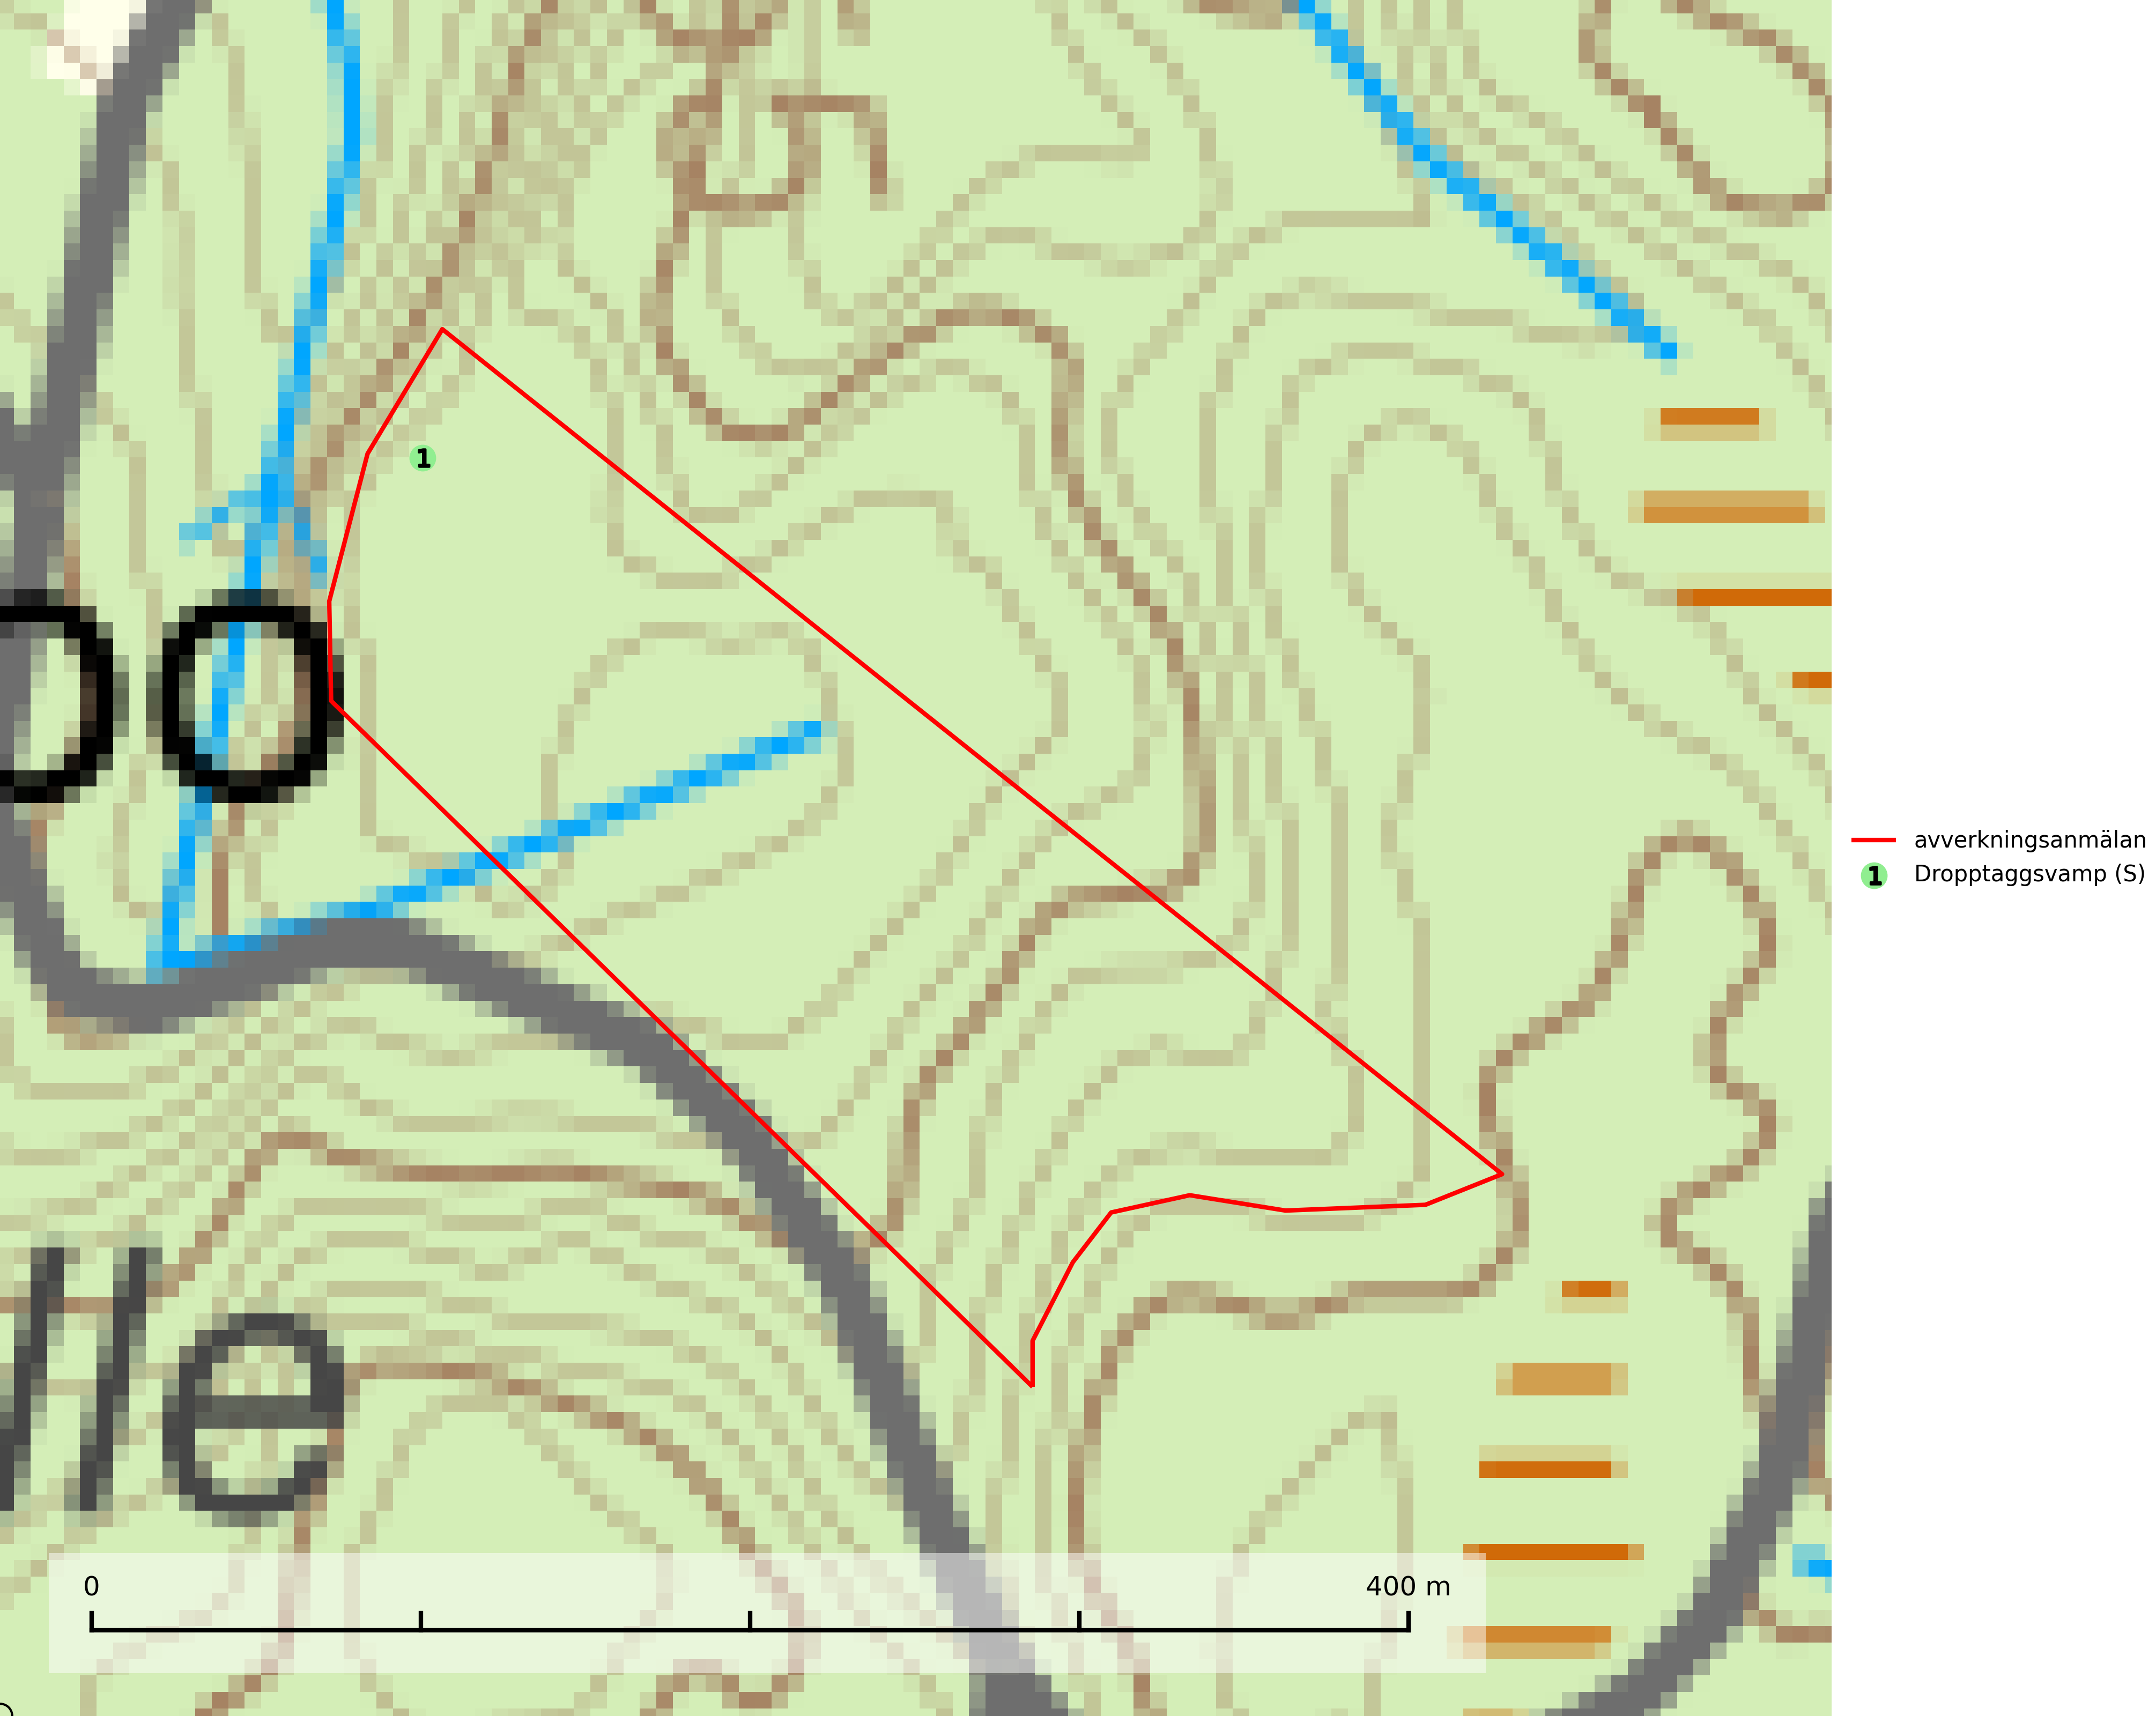 1
avverkningsanmälan
1 Dropptaggsvamp (S)
0 400 m